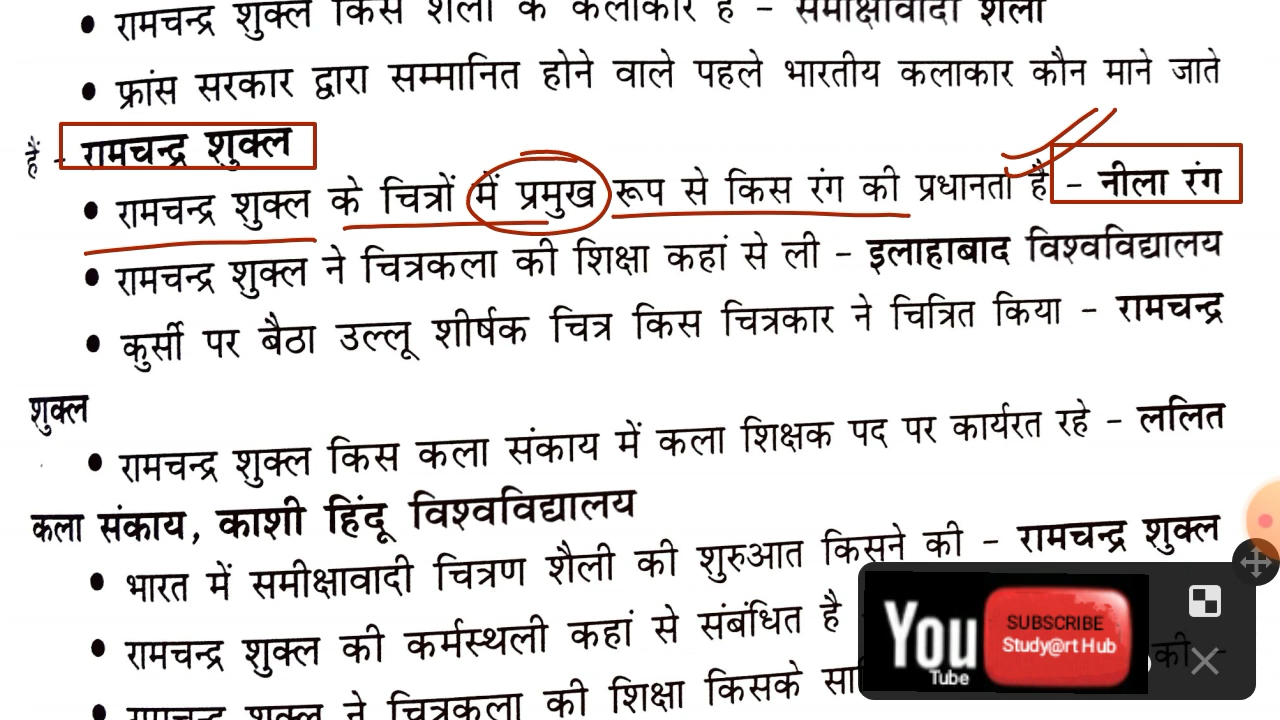 • रामचन्द्र शुक्ल किस शैली के कलाकार हैं - समीक्षावादी शैली
• फ्रांस सरकार द्वारा सम्मानित होने वाले पहले भारतीय कलाकार कौन माने जाते
हैं - रामचन्द्र शुक्ल
• रामचन्द्र शुक्ल के चित्रों में प्रमुख रूप से किस रंग की प्रधानता है - नीला रंग
• रामचन्द्र शुक्ल ने चित्रकला की शिक्षा कहां से ली - इलाहाबाद विश्वविद्यालय
• कुर्सी पर बैठा उल्लू शीर्षक चित्र किस चित्रकार ने चित्रित किया - रामचन्द्र
शुक्ल
• रामचन्द्र शुक्ल किस कला संकाय में कला शिक्षक पद पर कार्यरत रहे - ललित
कला संकाय, काशी हिंदू विश्वविद्यालय
• भारत में समीक्षावादी चित्रण शैली की शुरुआत किसने की - रामचन्द्र शुक्ल
• रामचन्द्र शुक्ल की कर्मस्थली कहां से संबंधित है
• रामचन्द्र शुक्ल ने चित्रकला की शिक्षा किसके की -
You
Tube
SUBSCRIBE
Study@rt Hub